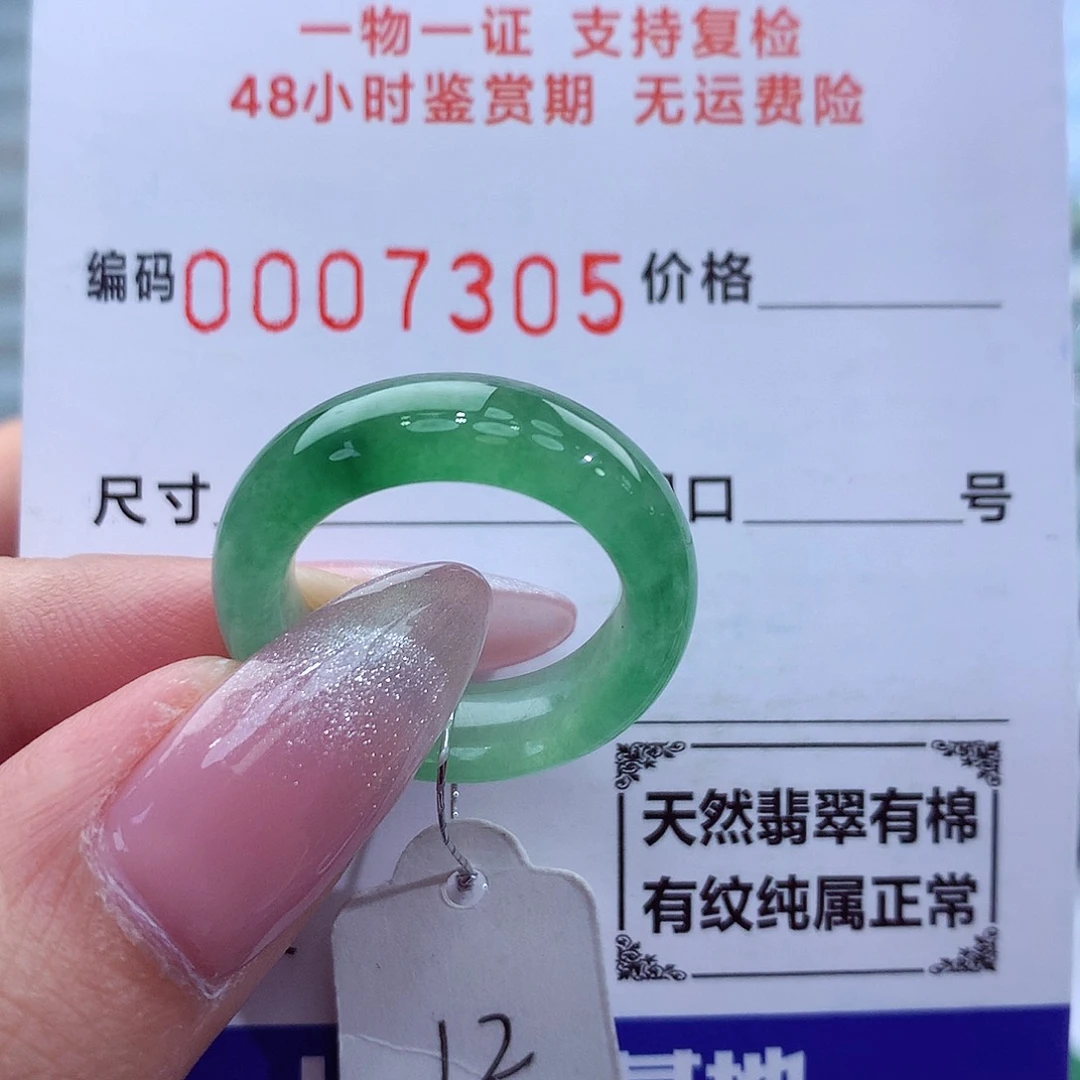 一物一证 支持复检
48小时鉴赏期 无运费险
编码0007305 价格
尺寸 口 号
天然翡翠有棉
有纹纯属正常
12
基地